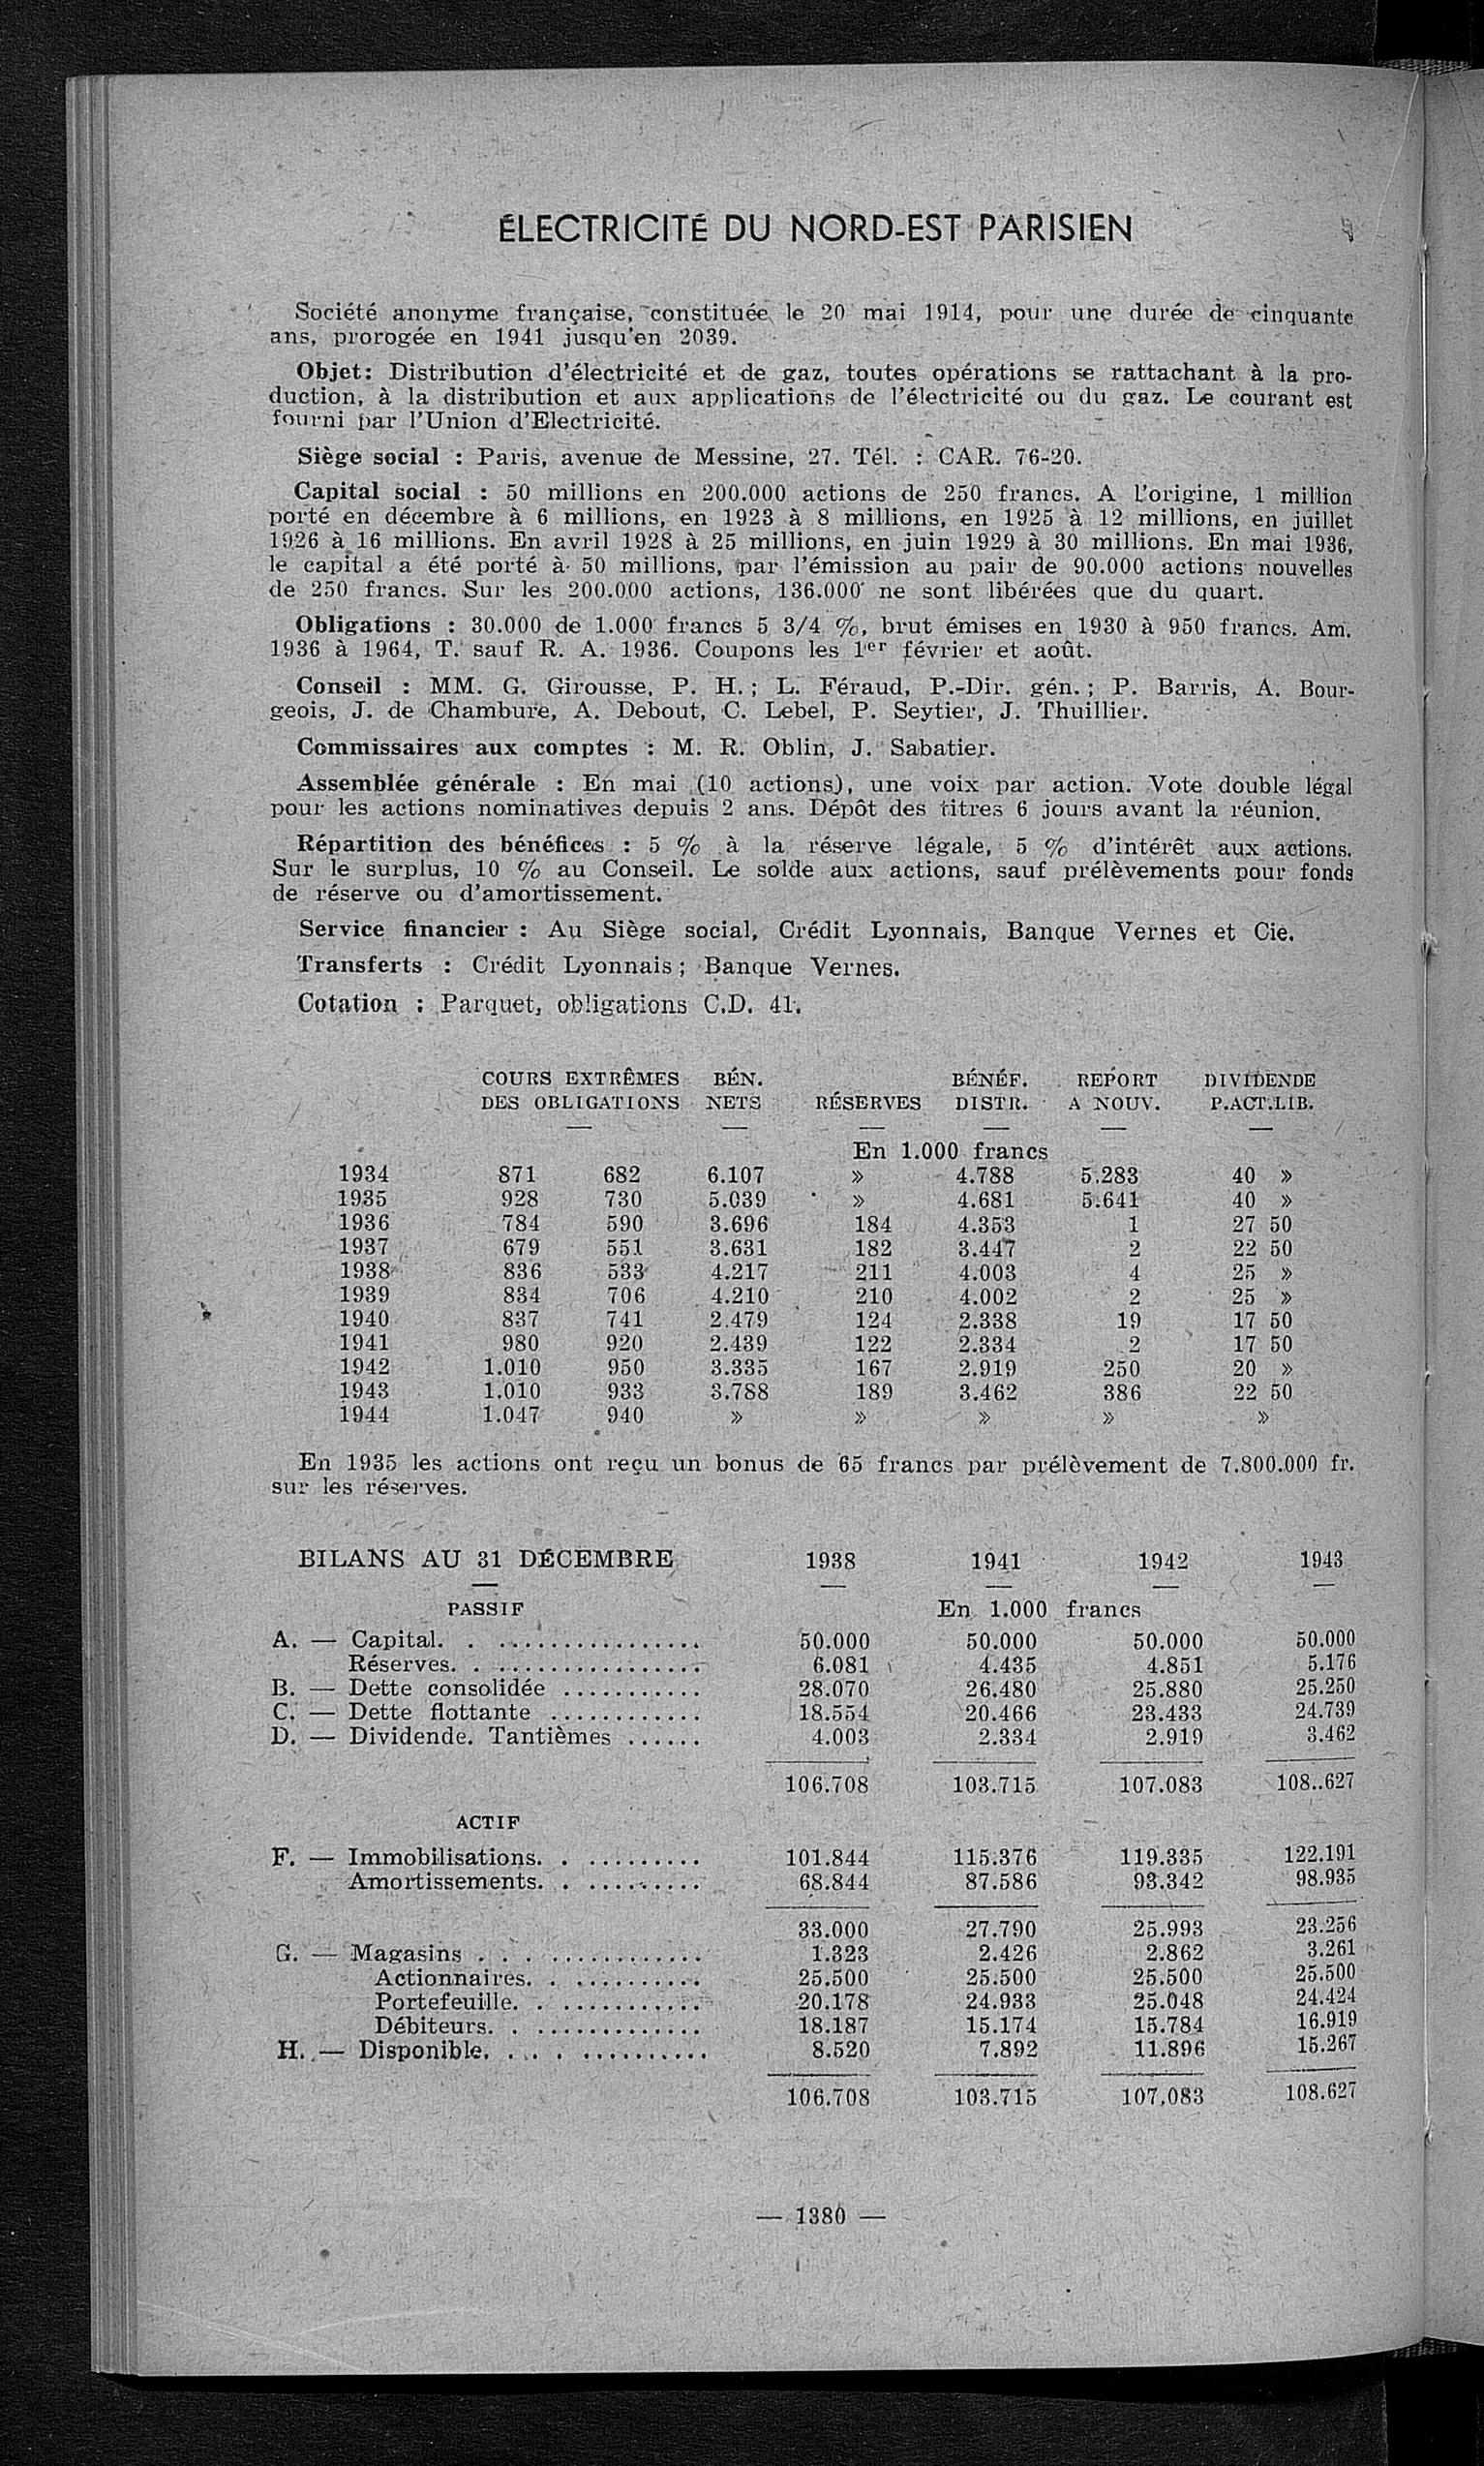 ÉLECTRICITÉ DU NORD-EST PARISIEN
Société anonyme française, constituée le 20 mai 1914, pour une durée de cinquante
ans, prorogée en 1941 jusqu'en 2039.
Objet: Distribution d'électricité et de gaz, toutes opérations se rattachant à la pro-
duction, à la distribution et aux applications de l'électricité ou du gaz. Le courant est
fourni par l'Union d'Electricité.
Siège social : Paris, avenue de Messine, 27. Tél. : CAR. 76-20.
Capital social : 50 millions en 200.000 actions de 250 francs. A l'origine, 1 million
porté en décembre à 6 millions, en 1923 à 8 millions, en 1925 à 12 millions, en juillet
1926 à 16 millions. En avril 1928 à 25 millions, en juin 1929 à 30 millions. En mai 1936,
le capital a été porté à 50 millions, par l'émission au pair de 90.000 actions nouvelles
de 250 francs. Sur les 200.000 actions, 136.000 ne sont libérées que du quart.
Obligations : 30.000 de 1.000 francs 5 3/4 %, brut émises en 1930 à 950 francs. Am.
1936 à 1964, T. sauf R. A. 1936. Coupons les 1er février et août.
Conseil : MM. G. Girousse, P. H.; L. Féraud, P.-Dir. gén.; P. Barris, A. Bour-
geois, J. de Chambure, A. Debout, C. Lebel, P. Seytier, J. Thuillier.
Commissaires aux comptes : M. R. Oblin, J. Sabatier.
Assemblée générale : En mai (10 actions), une voix par action. Vote double légal
pour les actions nominatives depuis 2 ans. Dépôt des titres 6 jours avant la réunion.
Répartition des bénéfices : 5 % à la réserve légale, 5 % d'intérêt aux actions.
Sur le surplus, 10 % au Conseil. Le solde aux actions, sauf prélèvements pour fonds
de réserve ou d'amortissement.
Service financier : Au Siège social, Crédit Lyonnais, Banque Vernes et Cie.
Transferts : Crédit Lyonnais; Banque Vernes.
Cotation : Parquet, obligations C.D. 41.
COURS EXTRÊMES BÉN. BÉNÉF. REPORT DIVIDENDE
DES OBLIGATIONS NETS RÉSERVES DISTR. A NOUV. P.ACT.LIB.
En 1.000 francs
1934 871 682 6.107 » 4.788 5.283 40 »
1935 928 730 5.039 » 4.681 5.641 40 »
1936 784 590 3.696 184 4.353 1 27 50
1937 679 551 3.631 182 3.447 2 22 50
1938 836 533 4.217 211 4.003 4 25 »
1939 834 706 4.210 210 4.002 2 25 »
1940 837 741 2.479 124 2.338 19 17 50
1941 980 920 2.439 122 2.334 2 17 50
1942 1.010 950 3.335 167 2.919 250 20 »
1943 1.010 933 3.788 189 3.462 386 22 50
1944 1.047 940 » » » » »
En 1935 les actions ont reçu un bonus de 65 francs par prélèvement de 7.800.000 fr.
sur les réserves.
BILANS AU 31 DÉCEMBRE 1938 1941 1942 1943
PASSIF En 1.000 francs
A. — Capital. . ................ 50.000 50.000 50.000 50.000
Réserves. . ................. 6.081 4.435 4.851 5.176
B. — Dette consolidée ........... 28.070 26.480 25.880 25.250
C. — Dette flottante ............ 18.554 20.466 23.433 24.739
D. — Dividende. Tantièmes ...... 4.003 2.334 2.919 3.462
106.708 103.715 107.083 108..627
ACTIF
F. — Immobilisations. . ......... 101.844 115.376 119.335 122.191
Amortissements. . ......... 68.844 87.586 93.342 98.935
33.000 27.790 25.993 23.256
G. — Magasins . . . .............. 1.323 2.426 2.862 3.261
Actionnaires. . .......... 25.500 25.500 25.500 25.500
Portefeuille. . ........... 20.178 24.933 25.048 24.424
Débiteurs. . ............. 18.187 15.174 15.784 16.919
H. — Disponible. . . . .......... 8.520 7.892 11.896 15.267
106.708 103.715 107,083 108.627
— 1380 —